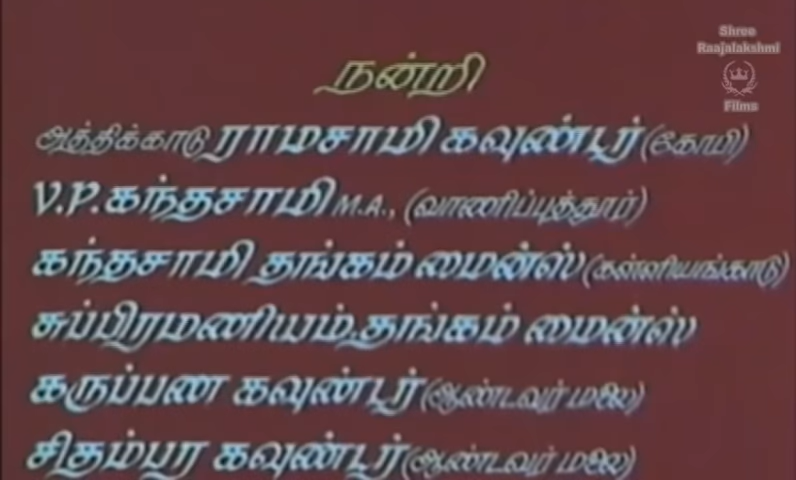 Shree
Raajalakshmi
Films
நன்றி
அத்திக்காடு ராமசாமி கவுண்டர் (கோபி)
V.P. கந்தசாமி M.A., (வாணிப்புத்தூர்)
கந்தசாமி தங்கம் மைன்ஸ் (கள்ளியங்காடு)
சுப்பிரமணியம், தங்கம் மைன்ஸ்
கருப்பண கவுண்டர் (ஆண்டவர் மலை)
சிதம்பர கவுண்டர் (ஆண்டவர் மலை)